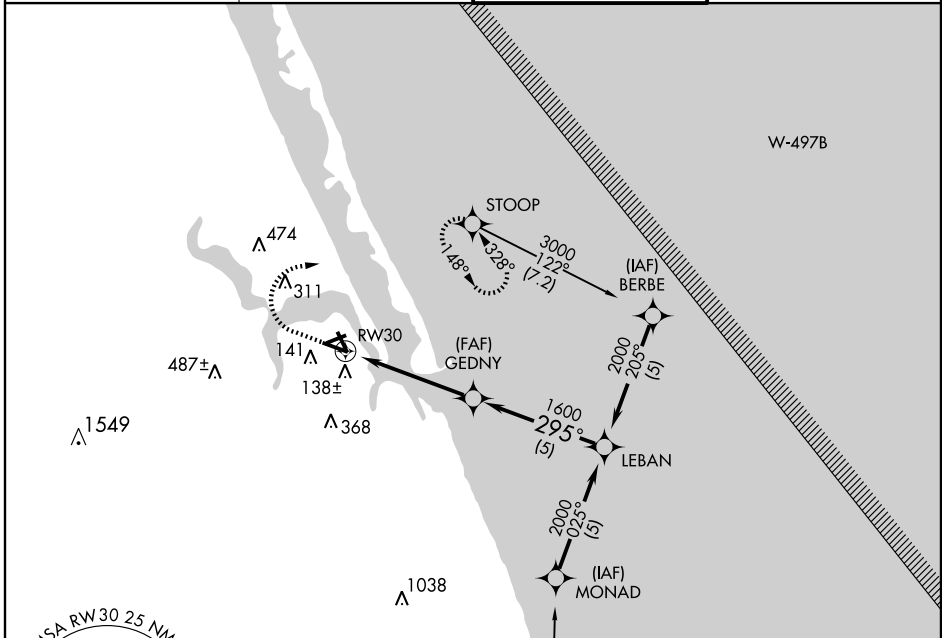 W-497B
STOOP
474
3000
122°
(7.2)
328°
148°
(IAF)
BERBE
311
RW30
(FAF)
GEDNY
2000
205°
(5)
141
487±
138±
1600
295°
(5)
1549
368
LEBAN
2000
025°
(5)
(IAF)
MONAD
1038
MSA RW30 25 NM